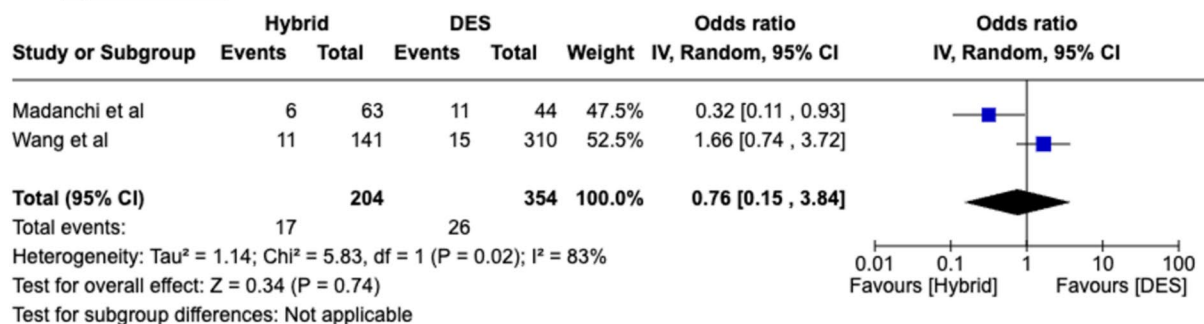 Hybrid DES Odds ratio Odds ratio
Study or Subgroup Events Total Events Total Weight IV, Random, 95% CI IV, Random, 95% CI
Madanchi et al 6 63 11 44 47.5% 0.32 [0.11 , 0.93]
Wang et al 11 141 15 310 52.5% 1.66 [0.74 , 3.72]
Total (95% CI) 204 354 100.0% 0.76 [0.15 , 3.84]
Total events: 17 26
Heterogeneity: Tau² = 1.14; Chi² = 5.83, df = 1 (P = 0.02); I² = 83%
Test for overall effect: Z = 0.34 (P = 0.74)
Test for subgroup differences: Not applicable
0.01 0.1 1 10 100
Favours [Hybrid] Favours [DES]